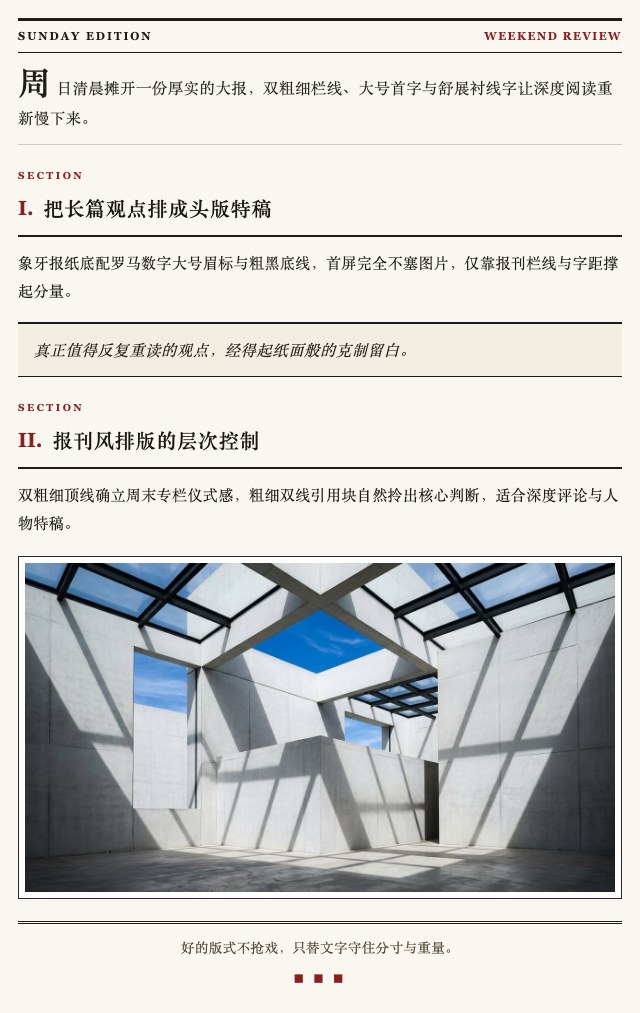 SUNDAY EDITION
WEEKEND REVIEW
周日清晨摊开一份厚实的大报，双粗细栏线、大号首字与舒展衬线字让深度阅读重
新慢下来。
SECTION
I. 把长篇观点排成头版特稿
象牙报纸底配罗马数字大号眉标与粗黑底线，首屏完全不塞图片，仅靠报刊栏线与字距撑
起分量。
真正值得反复重读的观点，经得起纸面般的克制留白。
SECTION
II. 报刊风排版的层次控制
双粗细顶线确立周末专栏仪式感，粗细双线引用块自然拎出核心判断，适合深度评论与人
物特稿。
好的版式不抢戏，只替文字守住分寸与重量。